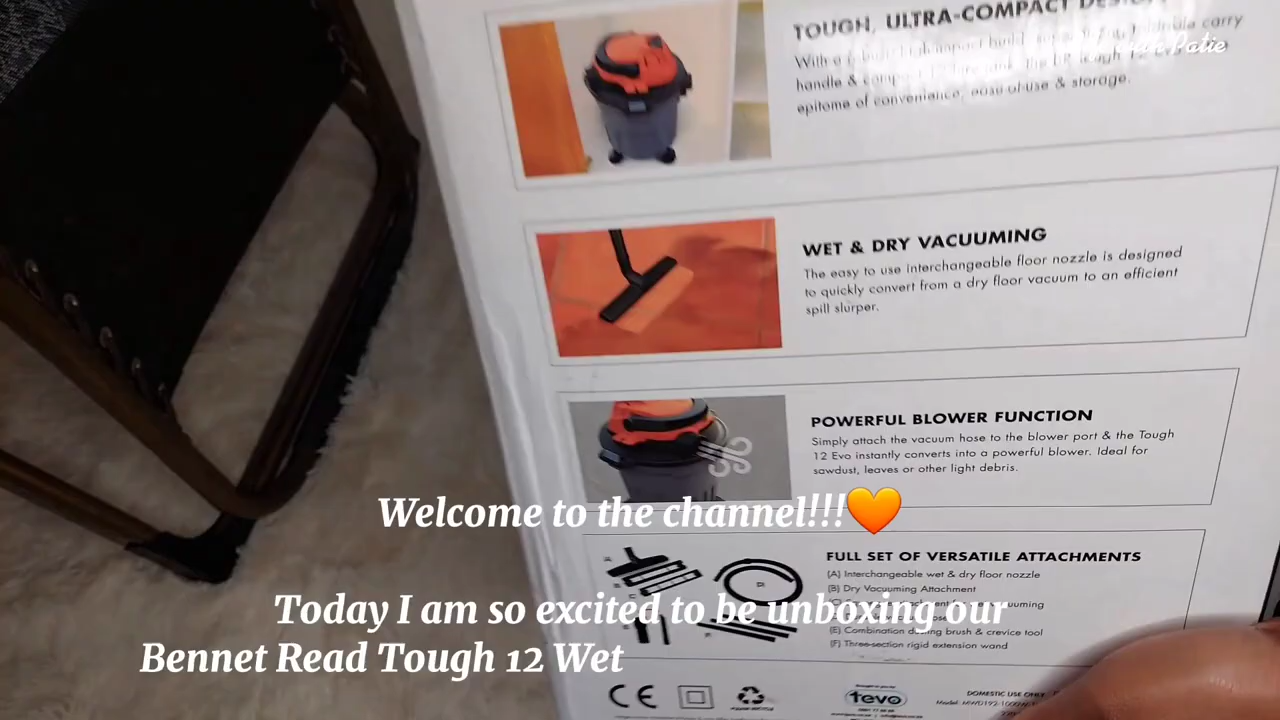 TOUGH, ULTRA-COMPACT
with Patie
With a
handle &
epitome of convenience, ease-of-use & storage.
WET & DRY VACUUMING
The easy to use interchangeable floor nozzle is designed
to quickly convert from a dry floor vacuum to an efficient
spill slurper.
POWERFUL BLOWER FUNCTION
Simply attach the vacuum hose to the blower port & the Tough
12 Evo instantly converts into a powerful blower. Ideal for
sawdust, leaves or other light debris.
Welcome to the channel!!!🧡
FULL SET OF VERSATILE ATTACHMENTS
(A) Interchangeable wet & dry floor nozzle
(B) Dry Vacuuming Attachment
Today I am so excited to be unboxing our
(E) Combination dusting brush & crevice tool
(F) Three-section rigid extension wand
Bennet Read Tough 12 Wet
CE
tevo
DOMESTIC USE ONLY